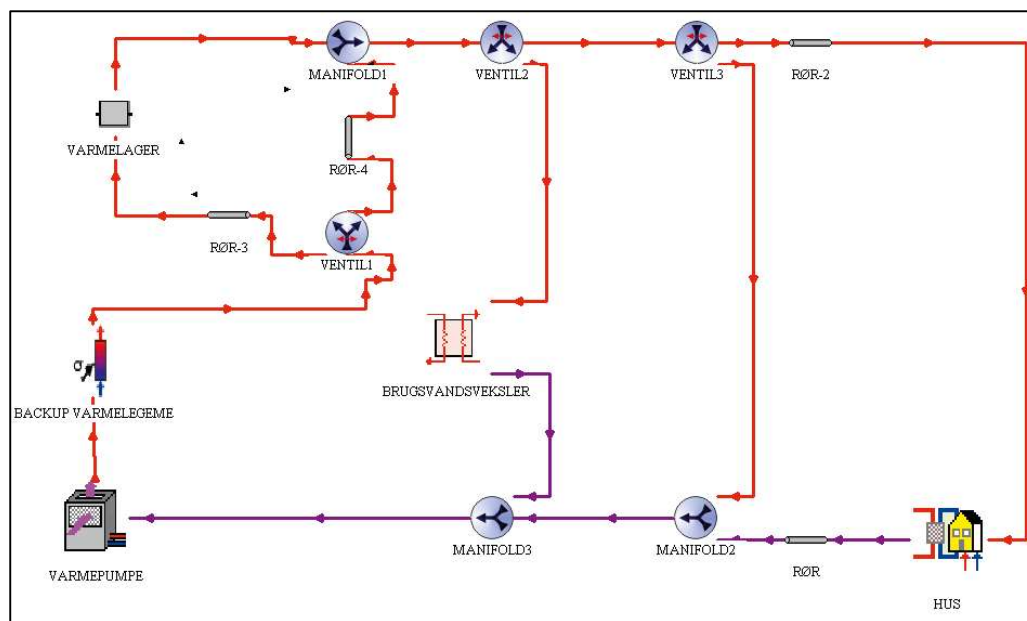 MANIFOLD1
VENTIL2
VENTIL3
RØR-2
VARMELAGER
RØR-4
RØR-3
VENTIL1
BRUGSVANDSVEKSLER
BACKUP VARMELEGEME
MANIFOLD3
MANIFOLD2
RØR
VARMEPUMPE
HUS